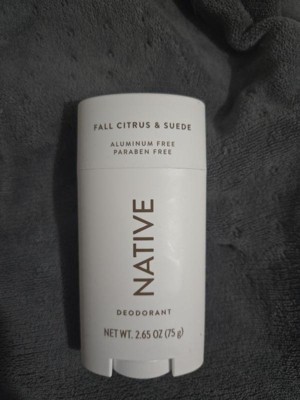 FALL CITRUS & SUEDE
ALUMINUM FREE
PARABEN FREE
NATIVE
DEODORANT
NET WT. 2.65 OZ (75 g)